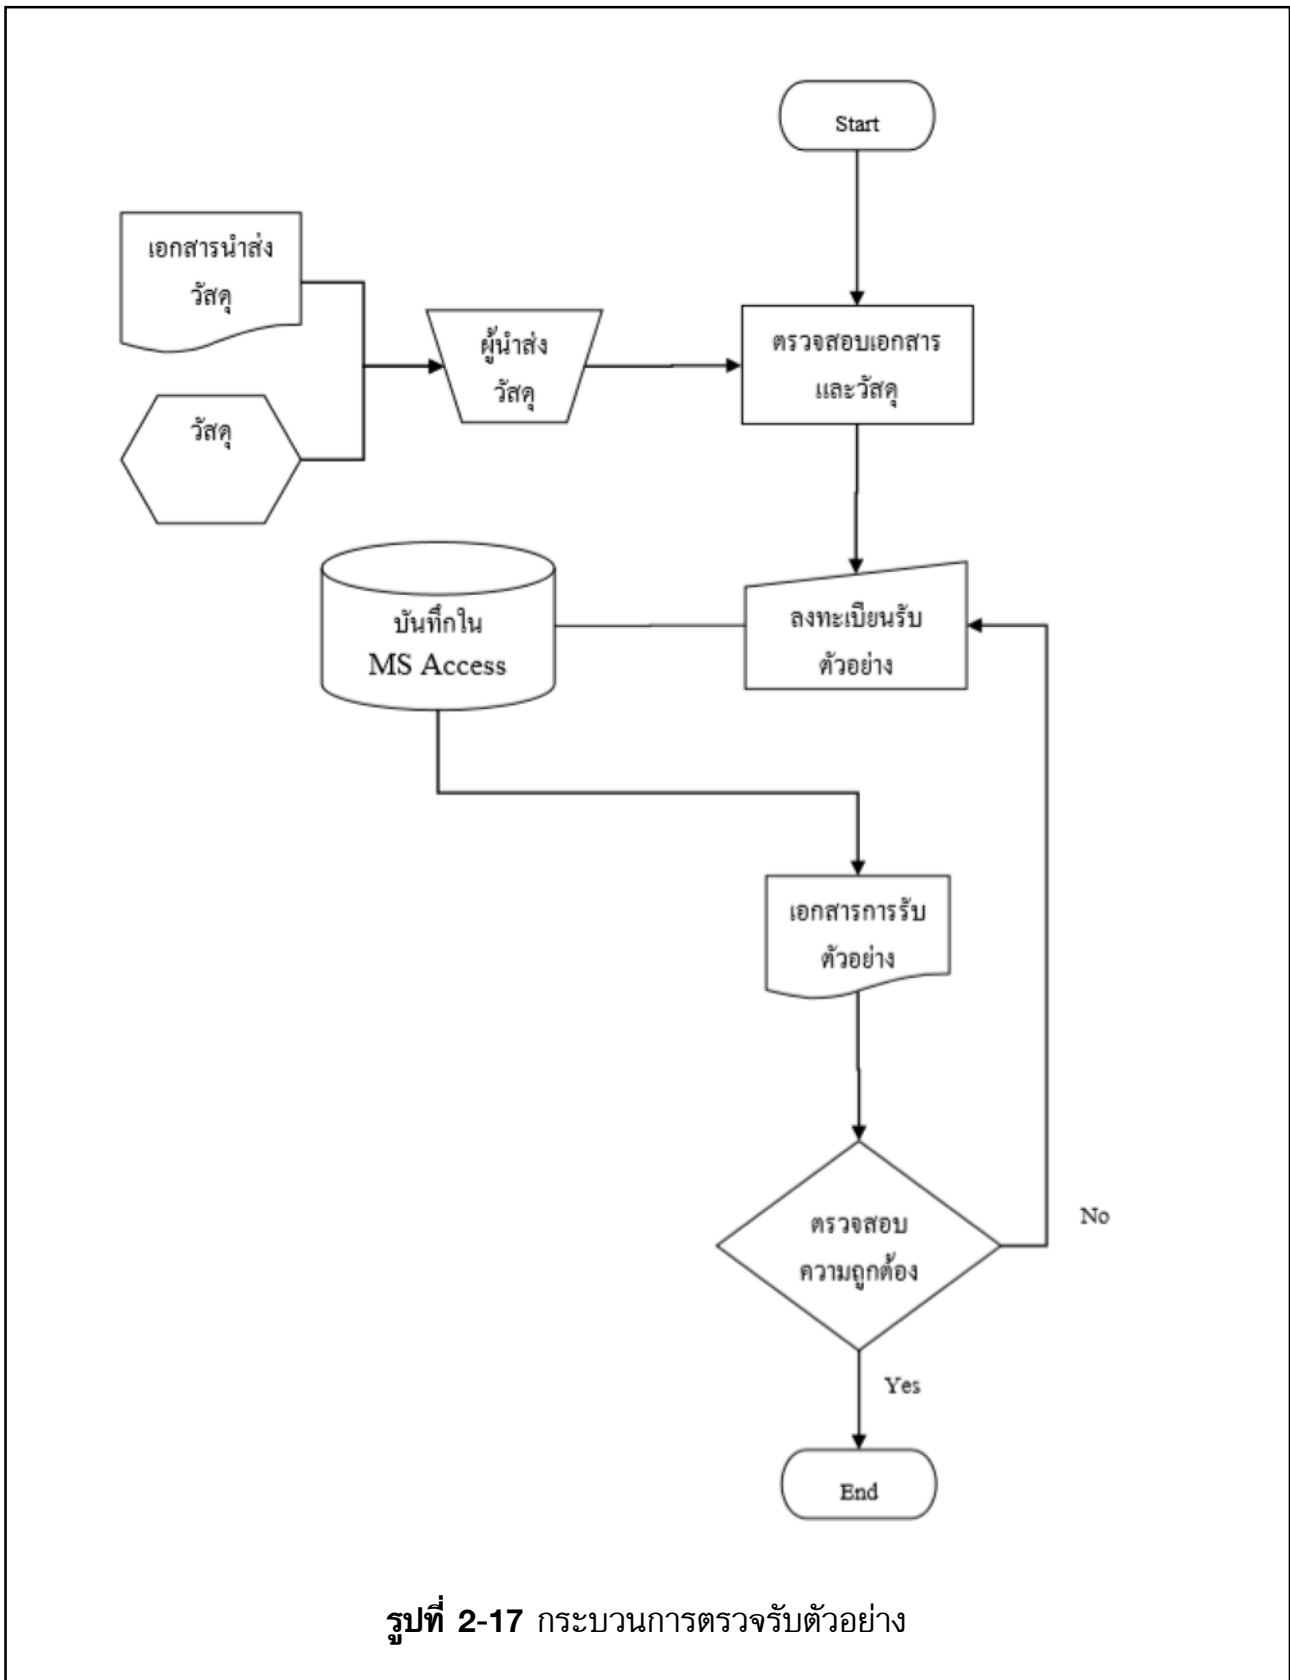 Start
เอกสารนำส่ง
วัสดุ
ผู้นำส่ง
วัสดุ
ตรวจสอบเอกสาร
และวัสดุ
วัสดุ
บันทึกใน
MS Access
ลงทะเบียนรับ
ตัวอย่าง
เอกสารการรับ
ตัวอย่าง
ตรวจสอบ
ความถูกต้อง
No
Yes
End
รูปที่ 2-17 กระบวนการตรวจรับตัวอย่าง